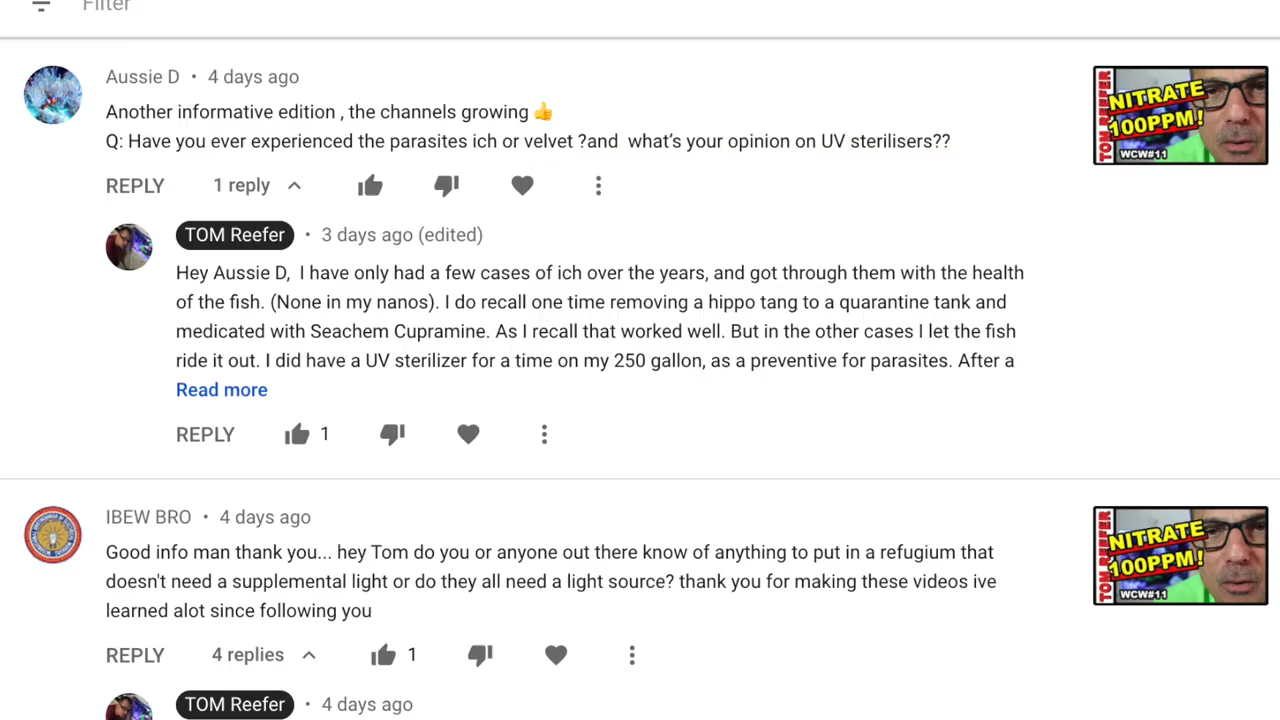 Filter
Aussie D • 4 days ago
Another informative edition , the channels growing 👍
Q: Have you ever experienced the parasites ich or velvet ?and what's your opinion on UV sterilisers??
REPLY 1 reply
TOM REEFER
NITRATE
100PPM!
WCW#11
TOM Reefer • 3 days ago (edited)
Hey Aussie D, I have only had a few cases of ich over the years, and got through them with the health
of the fish. (None in my nanos). I do recall one time removing a hippo tang to a quarantine tank and
medicated with Seachem Cupramine. As I recall that worked well. But in the other cases I let the fish
ride it out. I did have a UV sterilizer for a time on my 250 gallon, as a preventive for parasites. After a
Read more
REPLY 1
IBEW BRO • 4 days ago
Good info man thank you... hey Tom do you or anyone out there know of anything to put in a refugium that
doesn't need a supplemental light or do they all need a light source? thank you for making these videos ive
learned alot since following you
REPLY 4 replies 1
TOM REEFER
NITRATE
100PPM!
WCW#11
TOM Reefer • 4 days ago